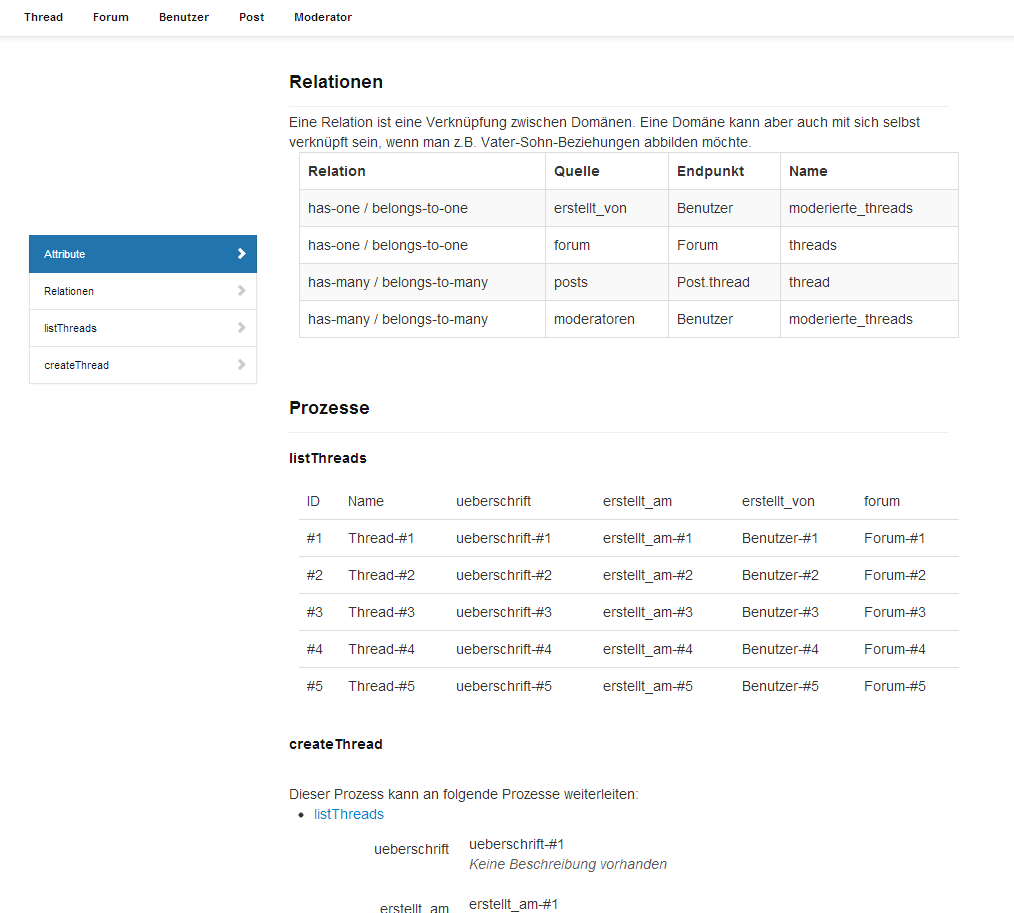 Thread Forum Benutzer Post Moderator
Attribute
Relationen
listThreads
createThread
Relationen
Eine Relation ist eine Verknüpfung zwischen Domänen. Eine Domäne kann aber auch mit sich selbst
verknüpft sein, wenn man z.B. Vater-Sohn-Beziehungen abbilden möchte.
Relation Quelle Endpunkt Name
has-one / belongs-to-one erstellt_von Benutzer moderierte_threads
has-one / belongs-to-one forum Forum threads
has-many / belongs-to-many posts Post.thread thread
has-many / belongs-to-many moderatoren Benutzer moderierte_threads
Prozesse
listThreads
ID Name ueberschrift erstellt_am erstellt_von forum
#1 Thread-#1 ueberschrift-#1 erstellt_am-#1 Benutzer-#1 Forum-#1
#2 Thread-#2 ueberschrift-#2 erstellt_am-#2 Benutzer-#2 Forum-#2
#3 Thread-#3 ueberschrift-#3 erstellt_am-#3 Benutzer-#3 Forum-#3
#4 Thread-#4 ueberschrift-#4 erstellt_am-#4 Benutzer-#4 Forum-#4
#5 Thread-#5 ueberschrift-#5 erstellt_am-#5 Benutzer-#5 Forum-#5
createThread
Dieser Prozess kann an folgende Prozesse weiterleiten:
• listThreads
ueberschrift ueberschrift-#1
Keine Beschreibung vorhanden
erstellt_am erstellt_am-#1